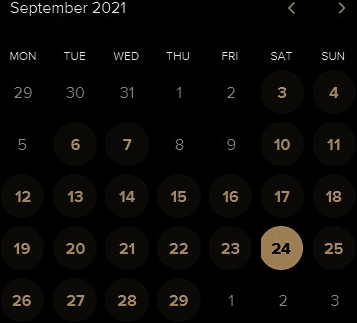 September 2021
MON TUE WED THU FRI SAT SUN
29 30 31 1 2 3 4
5 6 7 8 9 10 11
12 13 14 15 16 17 18
19 20 21 22 23 24 25
26 27 28 29 1 2 3